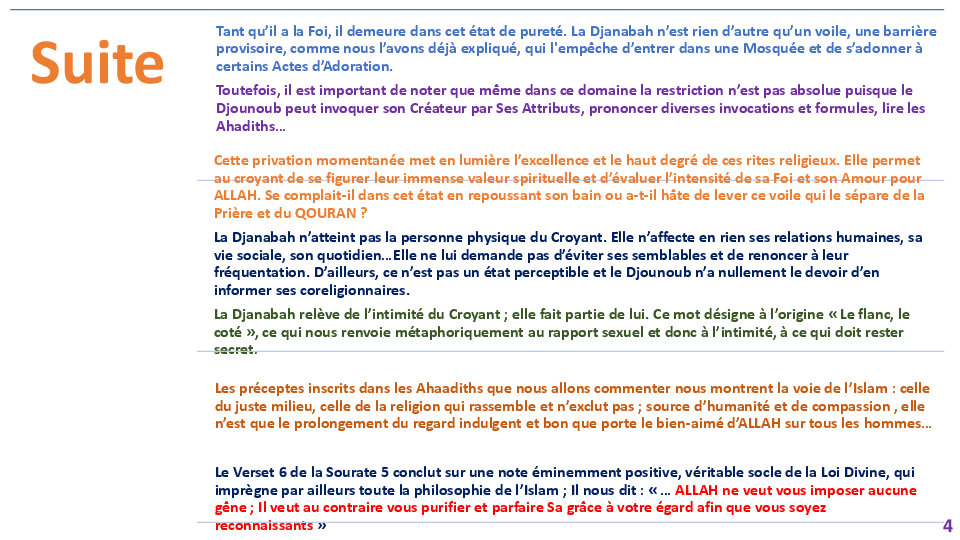 Suite
Tant qu’il a la Foi, il demeure dans cet état de pureté. La Djanabah n’est rien d’autre qu’un voile, une barrière
provisoire, comme nous l’avons déjà expliqué, qui l'empêche d’entrer dans une Mosquée et de s’adonner à
certains Actes d’Adoration.
Toutefois, il est important de noter que même dans ce domaine la restriction n’est pas absolue puisque le
Djounoub peut invoquer son Créateur par Ses Attributs, prononcer diverses invocations et formules, lire les
Ahadiths…
Cette privation momentanée met en lumière l’excellence et le haut degré de ces rites religieux. Elle permet
au croyant de se figurer leur immense valeur spirituelle et d’évaluer l’intensité de sa Foi et son Amour pour
ALLAH. Se complait-il dans cet état en repoussant son bain ou a-t-il hâte de lever ce voile qui le sépare de la
Prière et du QOURAN ?
La Djanabah n’atteint pas la personne physique du Croyant. Elle n’affecte en rien ses relations humaines, sa
vie sociale, son quotidien…Elle ne lui demande pas d’éviter ses semblables et de renoncer à leur
fréquentation. D’ailleurs, ce n’est pas un état perceptible et le Djounoub n’a nullement le devoir d’en
informer ses coreligionnaires.
La Djanabah relève de l’intimité du Croyant ; elle fait partie de lui. Ce mot désigne à l’origine « Le flanc, le
coté », ce qui nous renvoie métaphoriquement au rapport sexuel et donc à l’intimité, à ce qui doit rester
secret.
Les préceptes inscrits dans les Ahaadiths que nous allons commenter nous montrent la voie de l’Islam : celle
du juste milieu, celle de la religion qui rassemble et n’exclut pas ; source d’humanité et de compassion , elle
n’est que le prolongement du regard indulgent et bon que porte le bien-aimé d’ALLAH sur tous les hommes…
Le Verset 6 de la Sourate 5 conclut sur une note éminemment positive, véritable socle de la Loi Divine, qui
imprègne par ailleurs toute la philosophie de l’Islam ; Il nous dit : « … ALLAH ne veut vous imposer aucune
gêne ; Il veut au contraire vous purifier et parfaire Sa grâce à votre égard afin que vous soyez
reconnaissants »
4